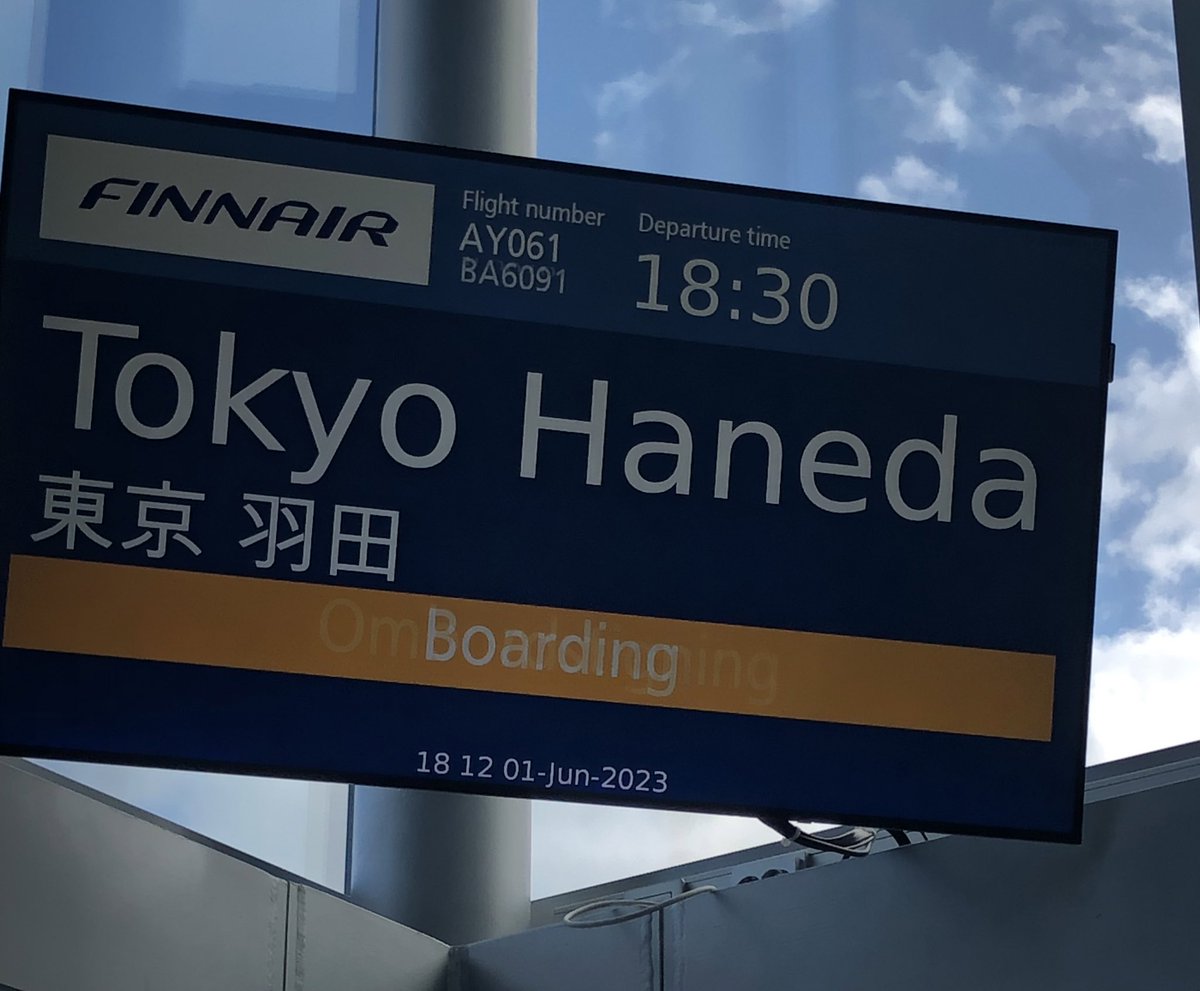 FINNAIR
Flight number
AY061
BA6091
Departure time
18:30
Tokyo Haneda
東京 羽田
Boarding
18 12 01-Jun-2023